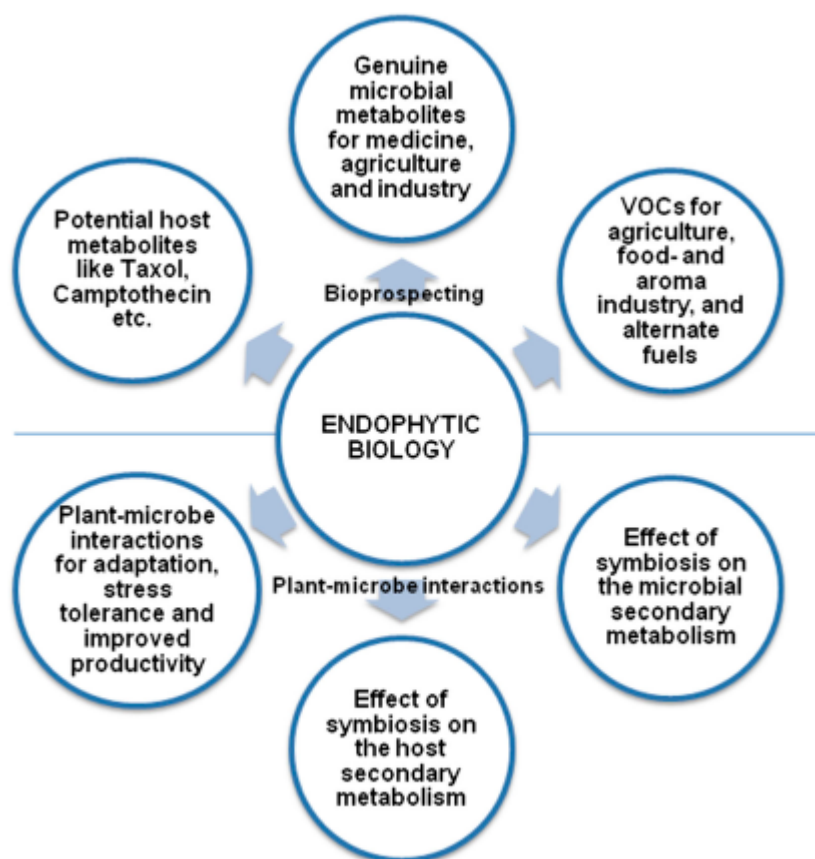 Genuine
microbial
metabolites
for medicine,
agriculture
and industry
Potential host
metabolites
like Taxol,
Camptothecin
etc.
VOCs for
agriculture,
food- and
aroma
industry, and
alternate
fuels
Bioprospecting
ENDOPHYTIC
BIOLOGY
Plant-microbe
interactions
for adaptation,
stress
tolerance and
improved
productivity
Plant-microbe interactions
Effect of
symbiosis on
the microbial
secondary
metabolism
Effect of
symbiosis on
the host
secondary
metabolism